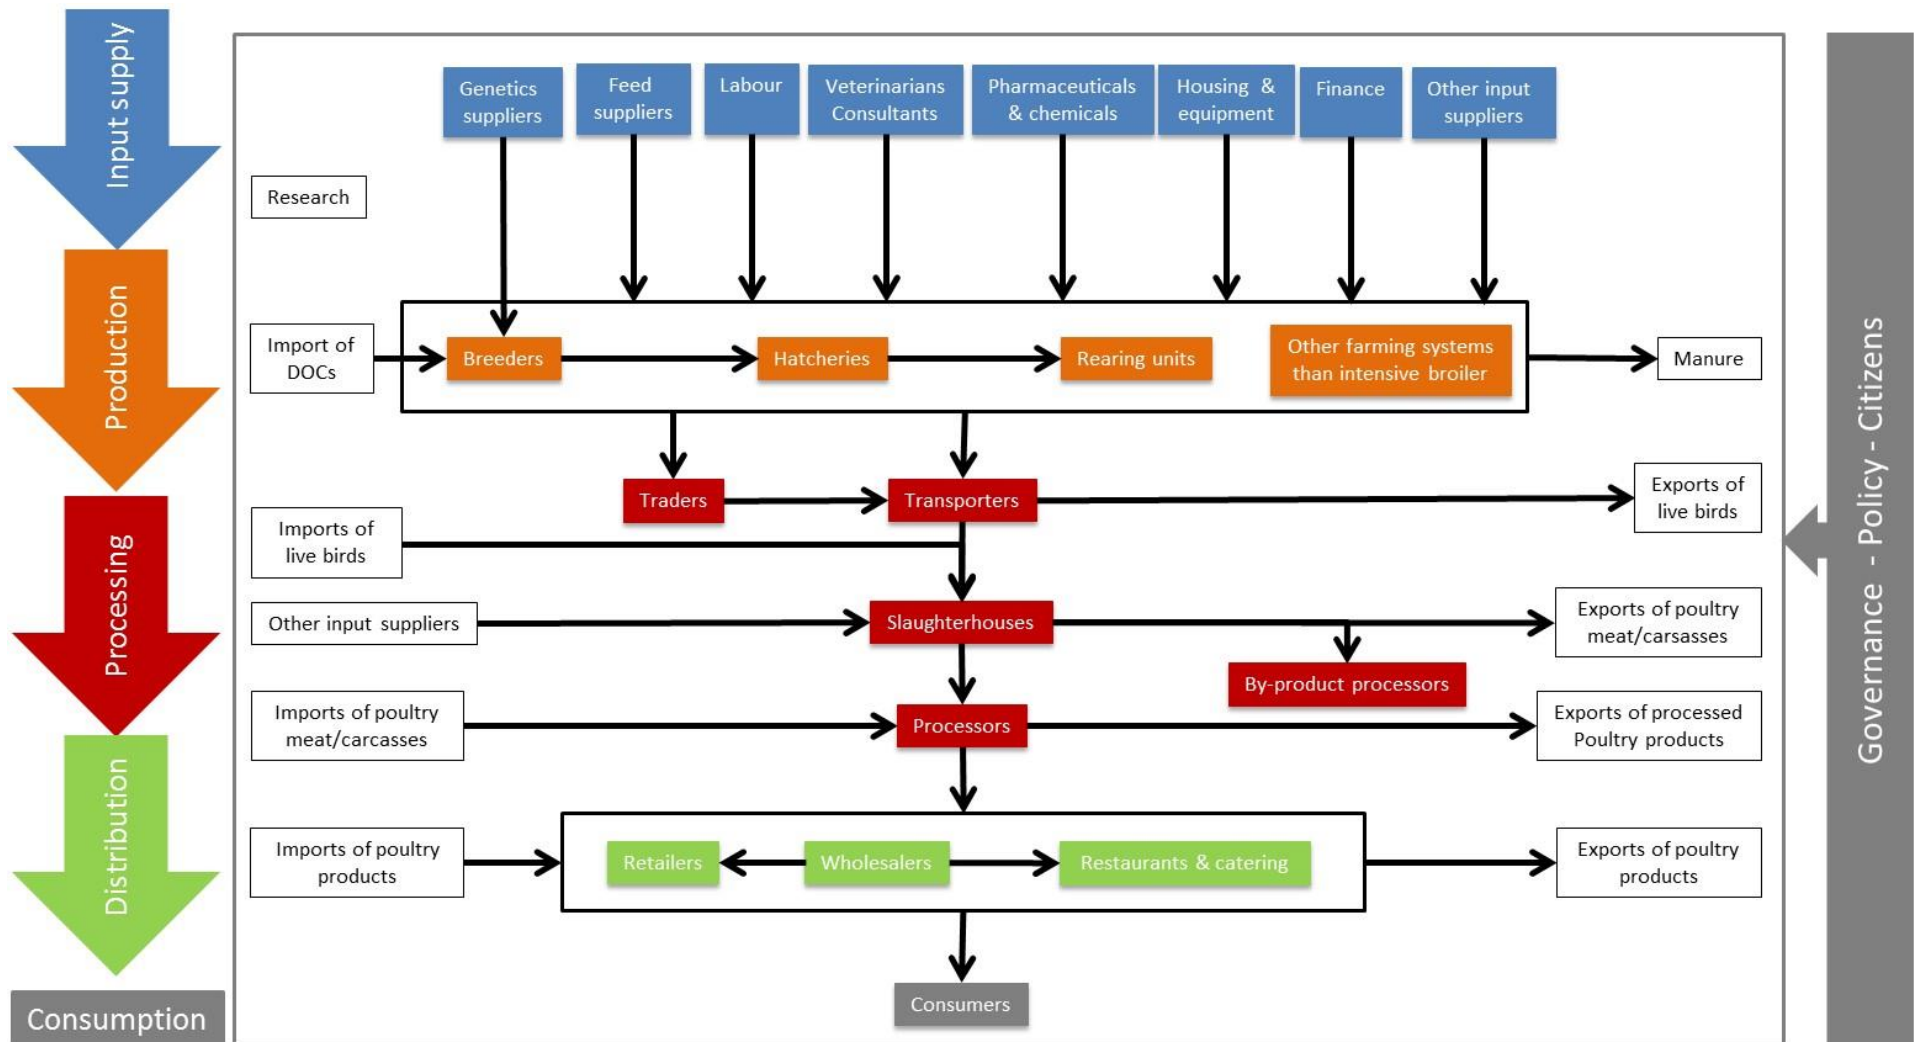 Input supply
Production
Processing
Distribution
Consumption
Genetics
suppliers
Feed
suppliers
Labour
Veterinarians
Consultants
Pharmaceuticals
& chemicals
Housing &
equipment
Finance
Other input
suppliers
Research
Import of
DOCs
Breeders
Hatcheries
Rearing units
Other farming systems
than intensive broiler
Manure
Traders
Transporters
Exports of
live birds
Imports of
live birds
Other input suppliers
Slaughterhouses
Exports of poultry
meat/carsasses
By-product processors
Imports of poultry
meat/carcasses
Processors
Exports of processed
Poultry products
Imports of poultry
products
Retailers
Wholesalers
Restaurants & catering
Exports of poultry
products
Consumers
Governance - Policy - Citizens